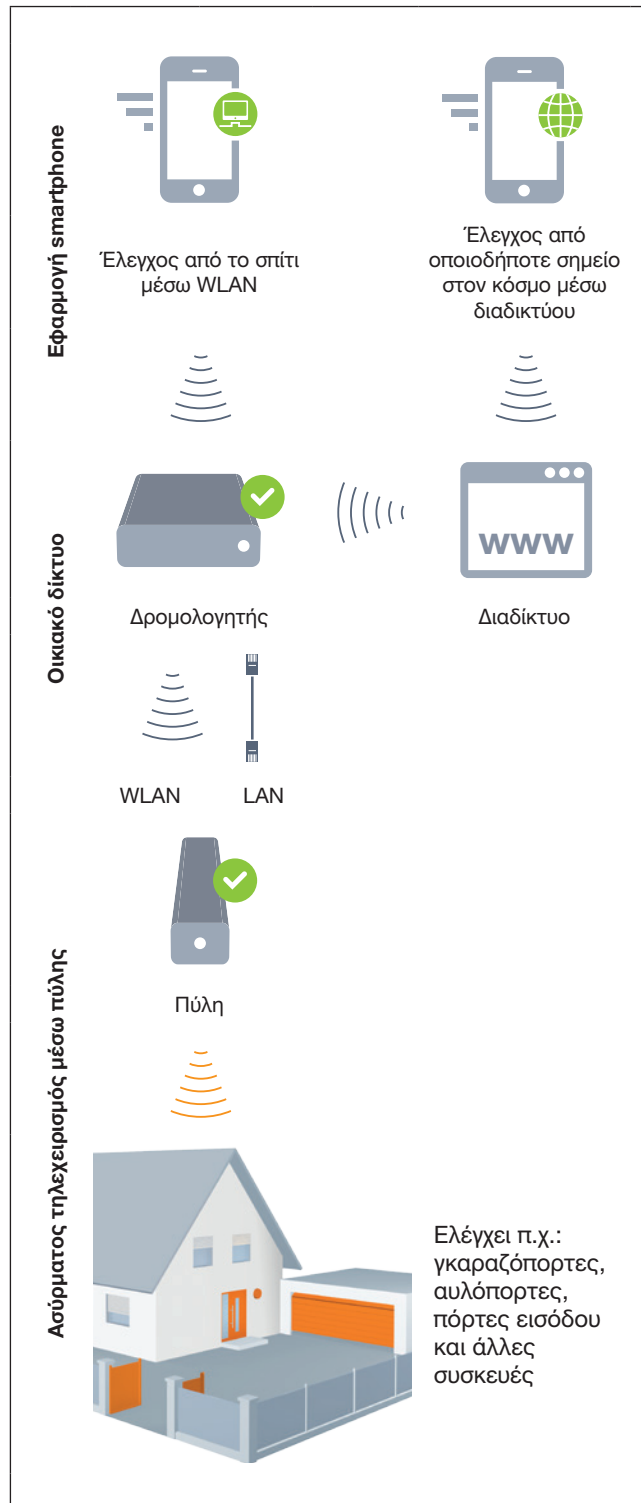 Εφαρμογή smartphone
Έλεγχος από το σπίτι
μέσω WLAN
Έλεγχος από
οποιοδήποτε σημείο
στον κόσμο μέσω
διαδικτύου
Οικιακό δίκτυο
www
Δρομολογητής
Διαδίκτυο
WLAN
LAN
Ασύρματος τηλεχειρισμός μέσω πύλης
Πύλη
Ελέγχει π.χ.:
γκαραζόπορτες,
αυλόπορτες,
πόρτες εισόδου
και άλλες
συσκευές